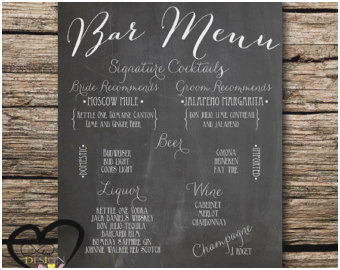 Bar Menu
Signature Cocktails
Bride Recommends
•MOSCOW MULE•
{KETTLE ONE DOMAINE CANTON
LIME AND GINGER BEER}
Groom Recommends
•JALAPENO MARGARITA•
{DON JULIO LIME COINTREAU
AND JALAPENO}
Beer
•DOMESTIC•
BUDWEISER
BUD LIGHT
COORS LIGHT
CORONA
HEINEKEN
FAT TIRE
•IMPORTED•
Liquor
KETTLE ONE VODKA
JACK DANIEL'S WHISKEY
DON JULIO TEQUILA
BARCARDI RUM
BOMBAY SAPPHIRE GIN
JOHNNIE WALKER RED SCOTCH
Wine
CABERNET
MERLOT
CHARDONNAY
Champagne
J. ROGET
DESIGN